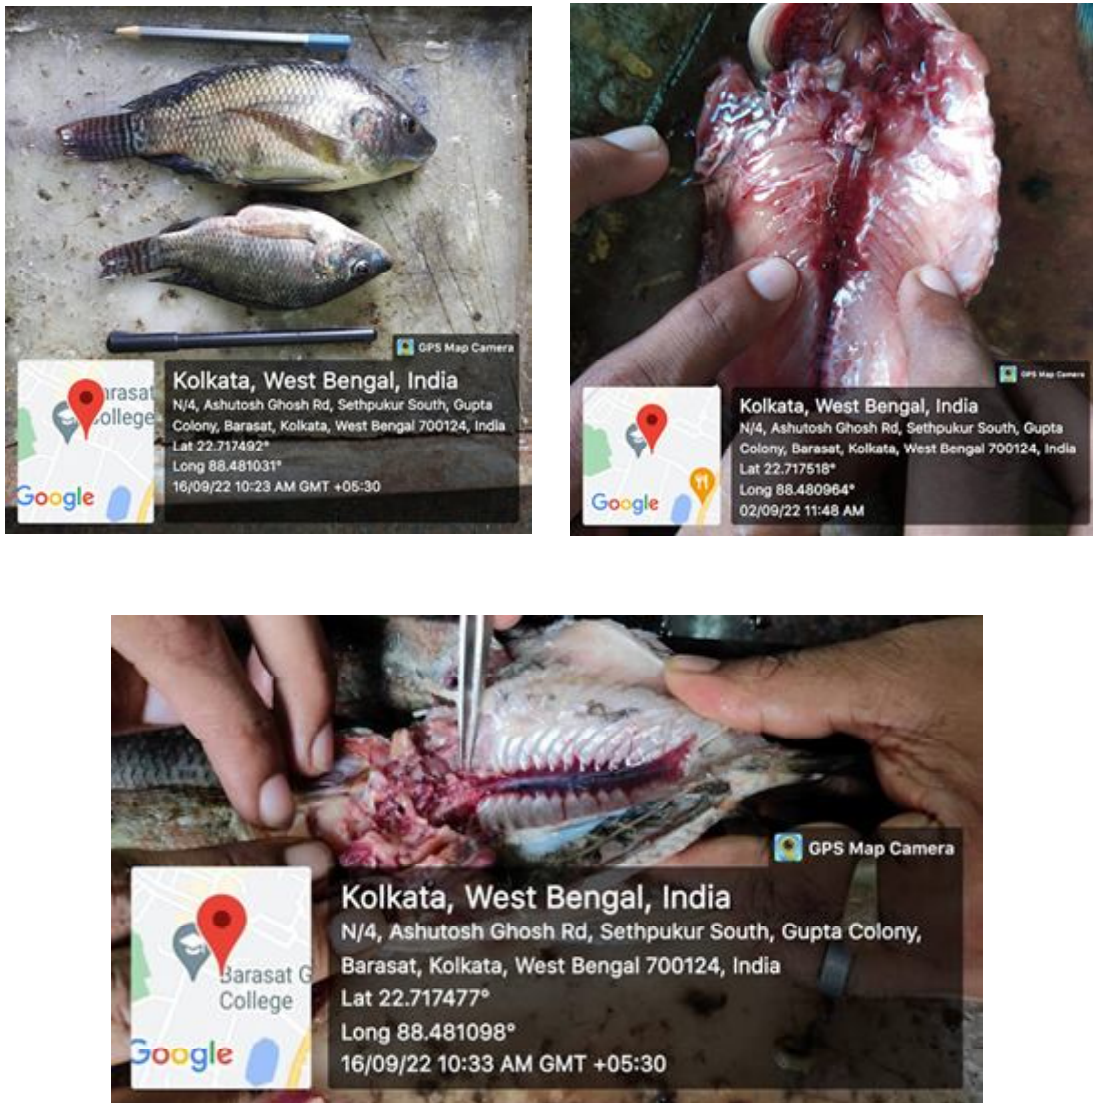 GPS Map Camera
Kolkata, West Bengal, India
N/4, Ashutosh Ghosh Rd, Sethpukur South, Gupta
Colony, Barasat, Kolkata, West Bengal 700124, India
Lat 22.717492°
Long 88.481031°
16/09/22 10:23 AM GMT +05:30
arasat
ollege
Google
GPS Map Camera
Kolkata, West Bengal, India
N/4, Ashutosh Ghosh Rd, Sethpukur South, Gupta
Colony, Barasat, Kolkata, West Bengal 700124, India
Lat 22.717518°
Long 88.480964°
02/09/22 11:48 AM
Google
GPS Map Camera
Kolkata, West Bengal, India
N/4, Ashutosh Ghosh Rd, Sethpukur South, Gupta Colony,
Barasat, Kolkata, West Bengal 700124, India
Lat 22.717477°
Long 88.481098°
16/09/22 10:33 AM GMT +05:30
Barasat G
College
Google